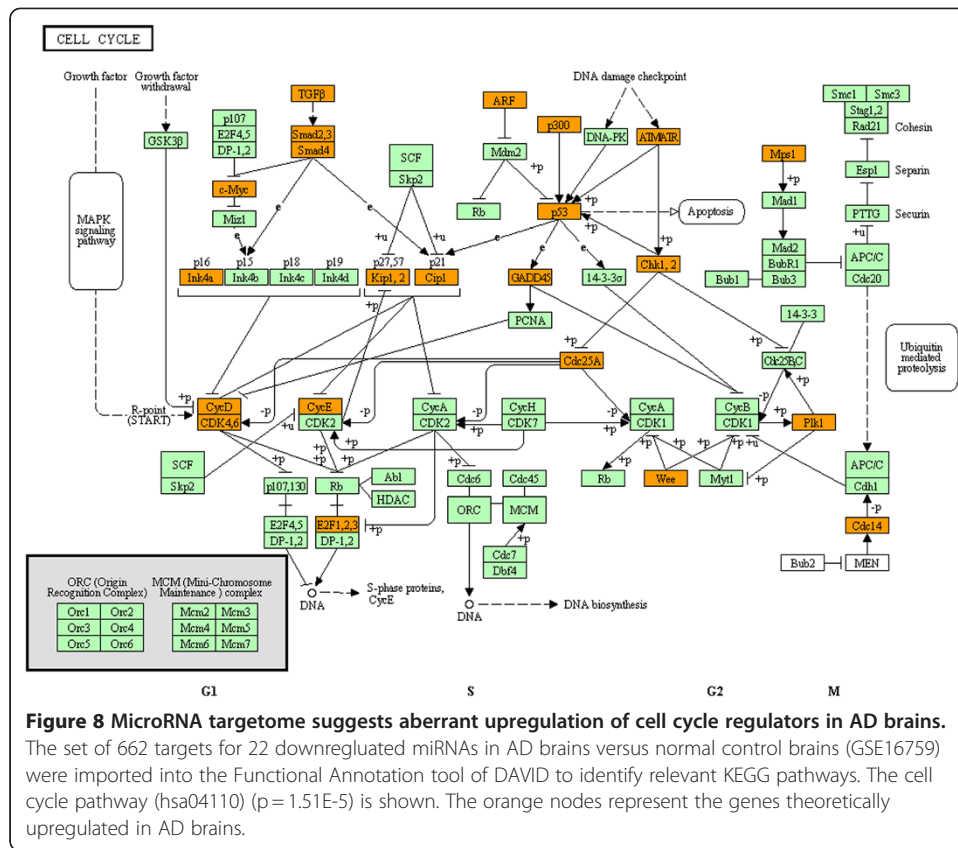 CELL CYCLE
Growth factor
Growth factor
withdrawal
DNA damage checkpoint
TGFβ
ARF
Smc1 Smc3
Stag1,2
Rad21
Cohesin
p107
E2F4,5
DP-1,2
GSK3β
Smad2,3
Smad4
p300
DNA-PK
ATM/ATR
Mdm2
+p
SCF
Skp2
Mps1
+p
Esp1
Separin
c-Myc
Miz1
Rb
p53
+p
+p
Apoptosis
Mad1
PTTG
Securin
+u
MAPK
signaling
pathway
e
e
e
+u
+u
e
e
+p
Mad2
BubR1
Bub3
Bub1
APC/C
Cdc20
p16
p15
p18
p19
p27,57
p21
Ink4a
Ink4b
Ink4c
Ink4d
Kip1, 2
Cip1
GADD45
14-3-3σ
Chk1, 2
+p
PCNA
14-3-3
+p
+p
Cdc25A
Cdc25B,C
Ubiquitin
mediated
proteolysis
R-point
(START)
+p
CycD
CDK4,6
-p
CycE
CDK2
-p
CycA
CDK2
-p
+p
CycH
CDK7
+p
-p
CycA
CDK1
CycB
CDK1
-p
+p
+p
Plk1
SCF
Skp2
+u
+p
+p
+p
+p
+p
+p
+p
+u
+p
p107,130
Rb
Abl
HDAC
Cdc6
Cdc45
Rb
Wee
Myt1
APC/C
Cdh1
ORC
MCM
-p
E2F4,5
DP-1,2
E2F1,2,3
DP-1,2
+p
+p
Cdc7
Dbf4
Cdc14
Bub2
MEN
DNA
S-phase proteins,
CycE
DNA
DNA biosynthesis
ORC (Origin
Recognition Complex)
MCM (Mini-Chromosome
Maintenance ) complex
Orc1 Orc2
Orc3 Orc4
Orc5 Orc6
Mcm2 Mcm3
Mcm4 Mcm5
Mcm6 Mcm7
G1 S G2 M
Figure 8 MicroRNA targetome suggests aberrant upregulation of cell cycle regulators in AD brains.
The set of 662 targets for 22 downregluated miRNAs in AD brains versus normal control brains (GSE16759)
were imported into the Functional Annotation tool of DAVID to identify relevant KEGG pathways. The cell
cycle pathway (hsa04110) (p = 1.51E-5) is shown. The orange nodes represent the genes theoretically
upregulated in AD brains.